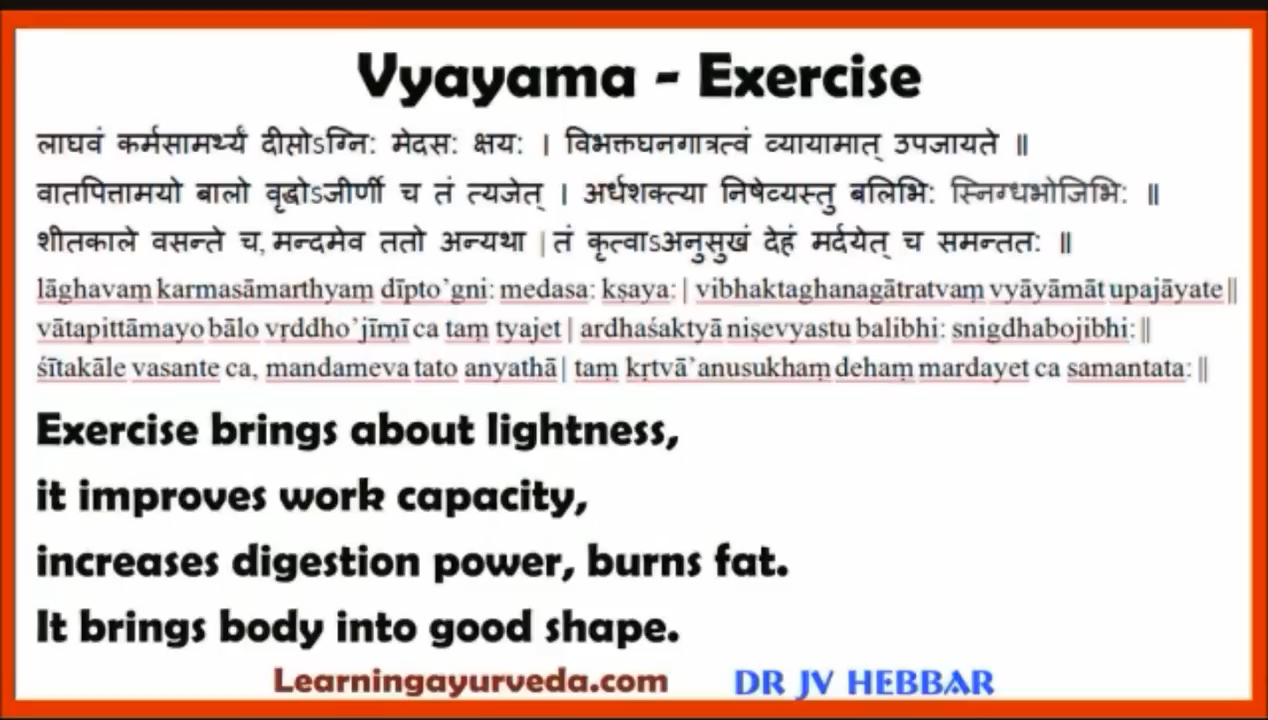 Vyayama - Exercise
लाघवं कर्मसामर्थ्यं दीसोऽग्नि: मेदस: क्षय: । विभक्तघनगात्रत्वं व्यायामात् उपजायते ॥
वातपित्तामयो बालो वृद्धोऽजीर्णी च तं त्यजेत् । अर्धशक्त्या निषेव्यस्तु बलिभि: स्निग्धभोजिभि: ॥
शीतकाले वसन्ते च, मन्दमेव ततो अन्यथा | तं कृत्वाऽअनुसुखं देहं मर्दयेत् च समन्तत: ॥
lāghavaṃ karmasāmarthyaṃ dīpto’gni: medasa: kṣaya: | vibhaktaghanagātratvaṃ vyāyāmāt upajāyate ||
vātapittāmayo bālo vṛddho’jīrṇī ca taṃ tyajet | ardhaśaktyā niṣevyastu balibhi: snigdhabojibhi: ||
śītakāle vasante ca, mandameva tato anyathā | taṃ kṛtvā’anusukhaṃ dehaṃ mardayet ca samantata: ||
Exercise brings about lightness,
it improves work capacity,
increases digestion power, burns fat.
It brings body into good shape.
Learningayurveda.com DR JV HEBBAR